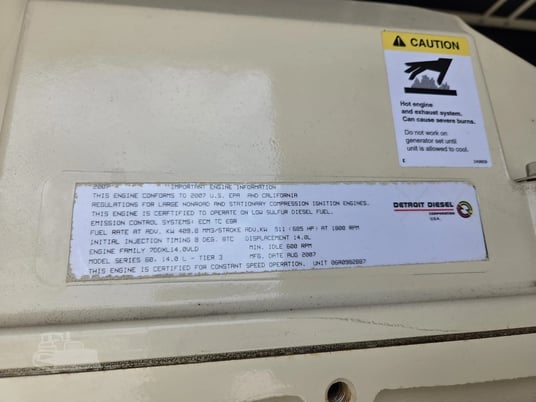 CAUTION
Hot engine
and exhaust system.
Can cause severe burns.
Do not work on
generator set until
unit is allowed to cool.
2007 IMPORTANT ENGINE INFORMATION
THIS ENGINE CONFORMS TO 2007 U.S. EPA AND CALIFORNIA
REGULATIONS FOR LARGE NONROAD AND STATIONARY COMPRESSION IGNITION ENGINES.
THIS ENGINE IS CERTIFIED TO OPERATE ON LOW SULFUR DIESEL FUEL.
EMISSION CONTROL SYSTEMS: ECM TC EGR
FUEL RATE AT ADV. KW 409.8 MM3/STROKE ADV.KW 511 (685 HP) AT 1800 RPM
INITIAL INJECTION TIMING 8 DEG. BTC DISPLACEMENT 14.0L
ENGINE FAMILY 7DDXL14.0VLD MIN. IDLE 600 RPM
MODEL SERIES 60, 14.0 L - TIER 3 MFG. DATE AUG 2007
THIS ENGINE IS CERTIFIED FOR CONSTANT SPEED OPERATION. UNIT 06R0982887
DETROIT DIESEL
CORPORATION
USA.